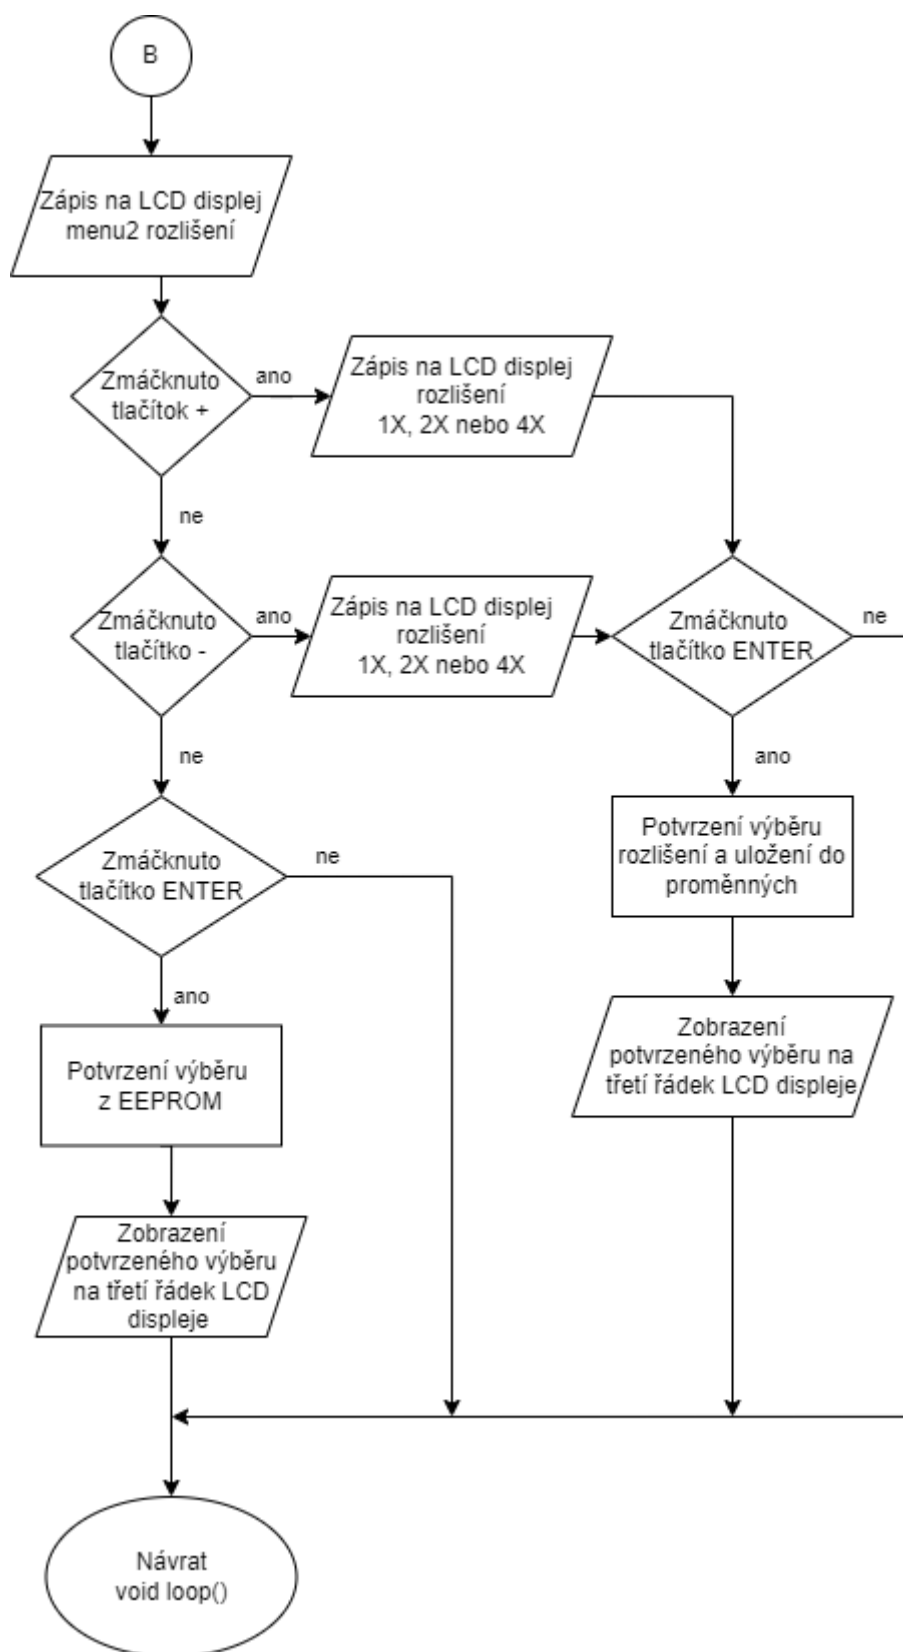 B
Zápis na LCD displej
menu2 rozlišení
Zmáčknuto
tlačítok +
ano
Zápis na LCD displej
rozlišení
1X, 2X nebo 4X
ne
Zmáčknuto
tlačítko -
ano
Zápis na LCD displej
rozlišení
1X, 2X nebo 4X
Zmáčknuto
tlačítko ENTER
ne
ne
ano
Zmáčknuto
tlačítko ENTER
ne
Potvrzení výběru
rozlišení a uložení do
proměnných
ano
Potvrzení výběru
z EEPROM
Zobrazení
potvrzeného výběru na
třetí řádek LCD displeje
Zobrazení
potvrzeného výběru
na třetí řádek LCD
displeje
Návrat
void loop()